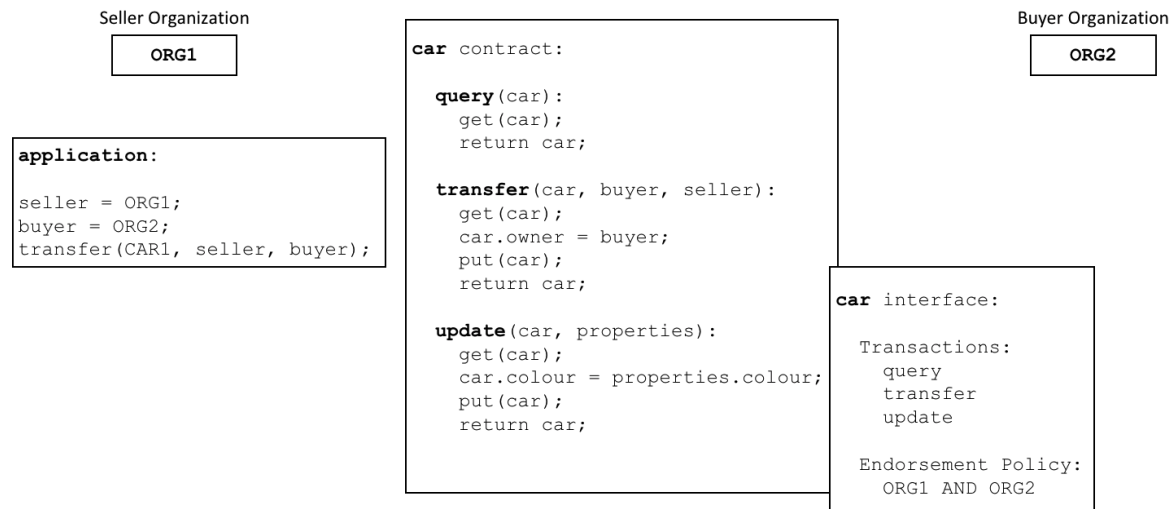 Seller Organization
ORG1
application:
seller = ORG1;
buyer = ORG2;
transfer(CAR1, seller, buyer);
car contract:
query(car):
get(car);
return car;
transfer(car, buyer, seller):
get(car);
car.owner = buyer;
put(car);
return car;
update(car, properties):
get(car);
car.colour = properties.colour;
put(car);
return car;
Buyer Organization
ORG2
car interface:
Transactions:
query
transfer
update
Endorsement Policy:
ORG1 AND ORG2